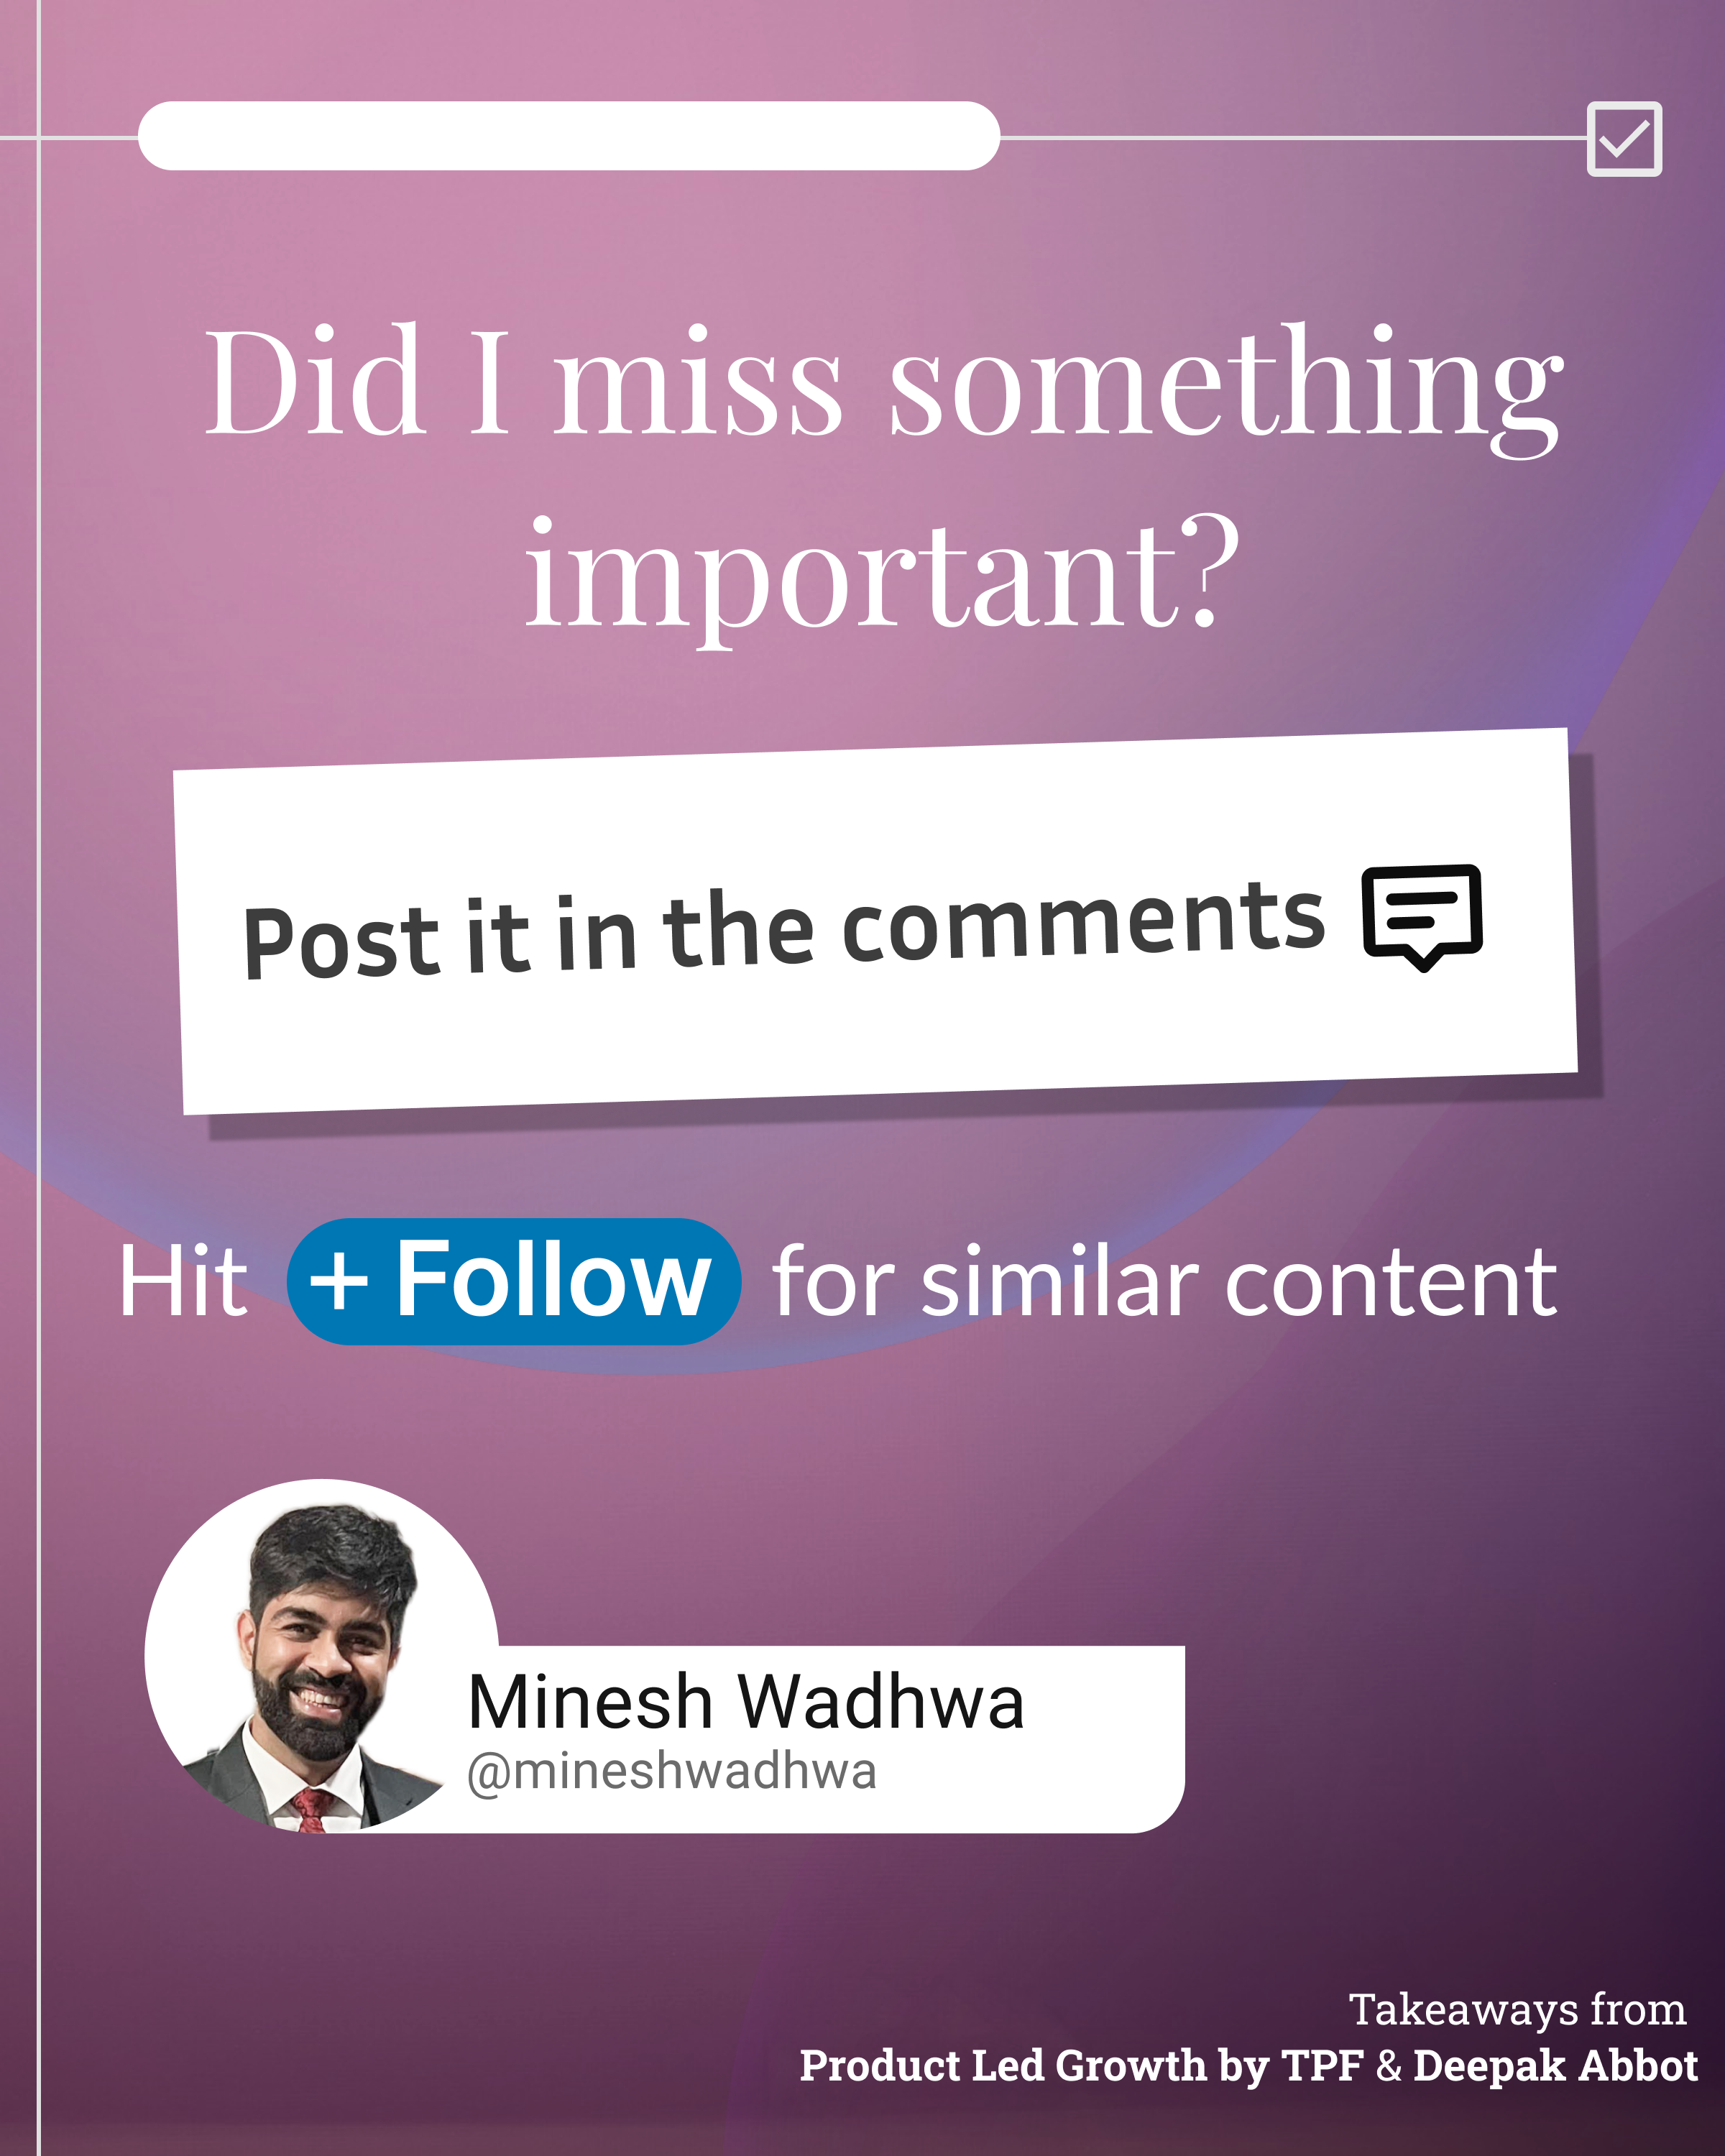 Did I miss something
important?
Post it in the comments
Hit + Follow for similar content
Minesh Wadhwa
@mineshwadhwa
Takeaways from
Product Led Growth by TPF & Deepak Abbot